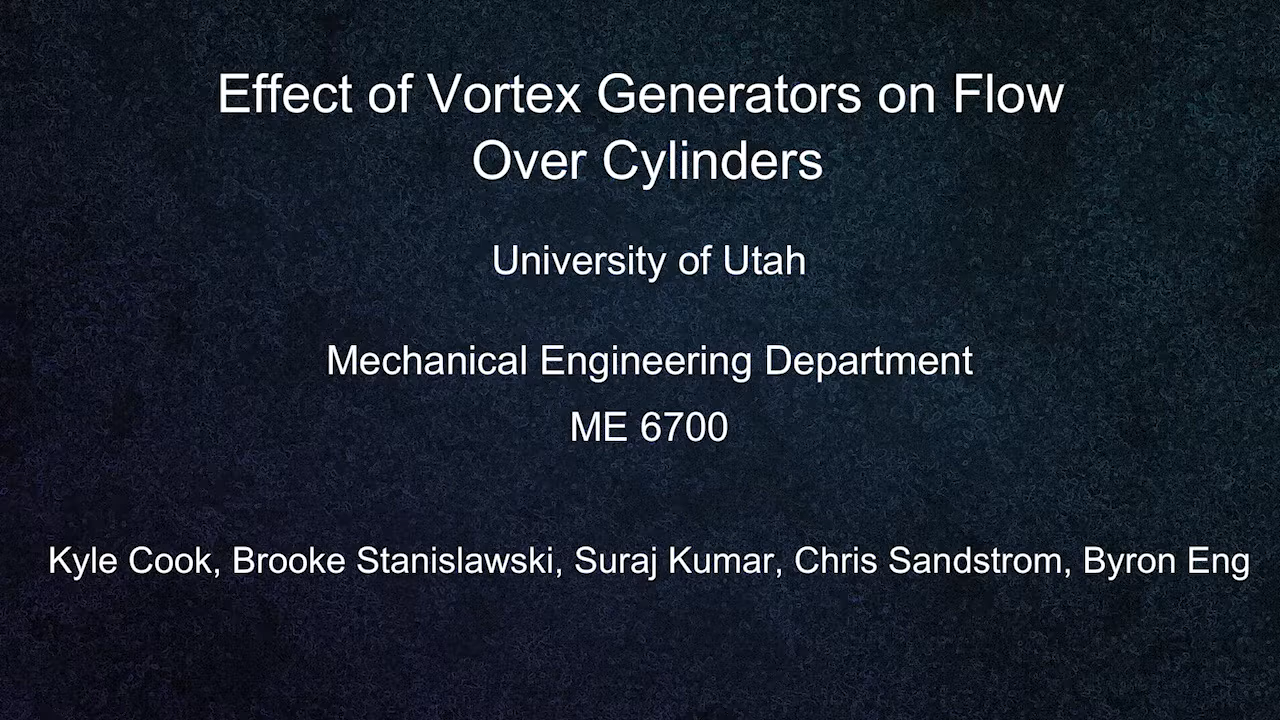 Effect of Vortex Generators on Flow
Over Cylinders
University of Utah
Mechanical Engineering Department
ME 6700
Kyle Cook, Brooke Stanislawski, Suraj Kumar, Chris Sandstrom, Byron Eng